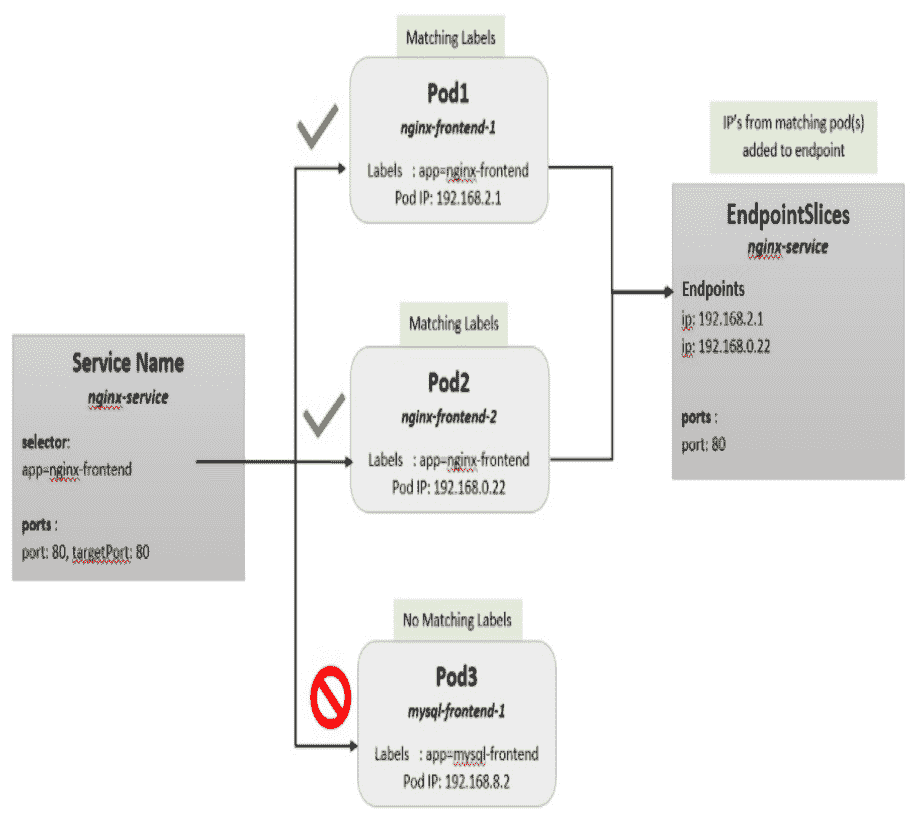 Matching Labels
Pod1
nginx-frontend-1
Labels : app=nginx-frontend
Pod IP: 192.168.2.1
IP's from matching pod(s)
added to endpoint
EndpointSlices
nginx-service
Endpoints
ip: 192.168.2.1
ip: 192.168.0.22
ports :
port: 80
Matching Labels
Pod2
nginx-frontend-2
Labels : app=nginx-frontend
Pod IP: 192.168.0.22
Service Name
nginx-service
selector:
app=nginx-frontend
ports :
port: 80, targetPort: 80
No Matching Labels
Pod3
mysql-frontend-1
Labels : app=mysql-frontend
Pod IP: 192.168.8.2